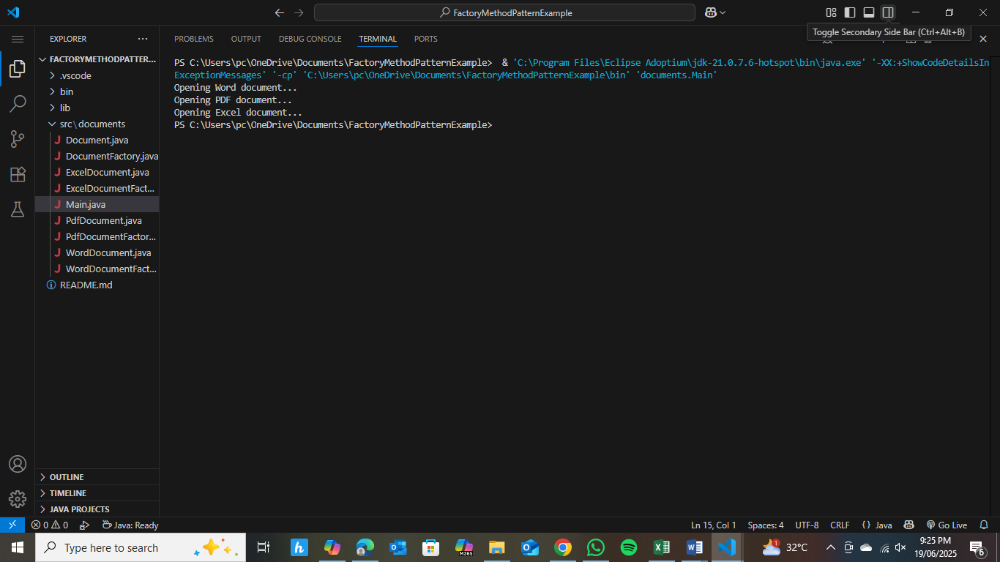 FactoryMethodPatternExample
Toggle Secondary Side Bar (Ctrl+Alt+B)
EXPLORER
PROBLEMS OUTPUT DEBUG CONSOLE TERMINAL PORTS
FACTORYMETHODPATTER...
.vscode
bin
lib
src\documents
Document.java
DocumentFactory.java
ExcelDocument.java
ExcelDocumentFact...
Main.java
PdfDocument.java
PdfDocumentFactor...
WordDocument.java
WordDocumentFact...
README.md
PS C:\Users\pc\OneDrive\Documents\FactoryMethodPatternExample>  & 'C:\Program Files\Eclipse Adoptium\jdk-21.0.7.6-hotspot\bin\java.exe' '-XX:+ShowCodeDetailsIn
ExceptionMessages' '-cp' 'C:\Users\pc\OneDrive\Documents\FactoryMethodPatternExample\bin' 'documents.Main'
Opening Word document...
Opening PDF document...
Opening Excel document...
PS C:\Users\pc\OneDrive\Documents\FactoryMethodPatternExample>
OUTLINE
TIMELINE
JAVA PROJECTS
0 0 Java: Ready
Ln 15, Col 1 Spaces: 4 UTF-8 CRLF {} Java Go Live
Type here to search
M365
1
32°C
9:25 PM
19/06/2025
6